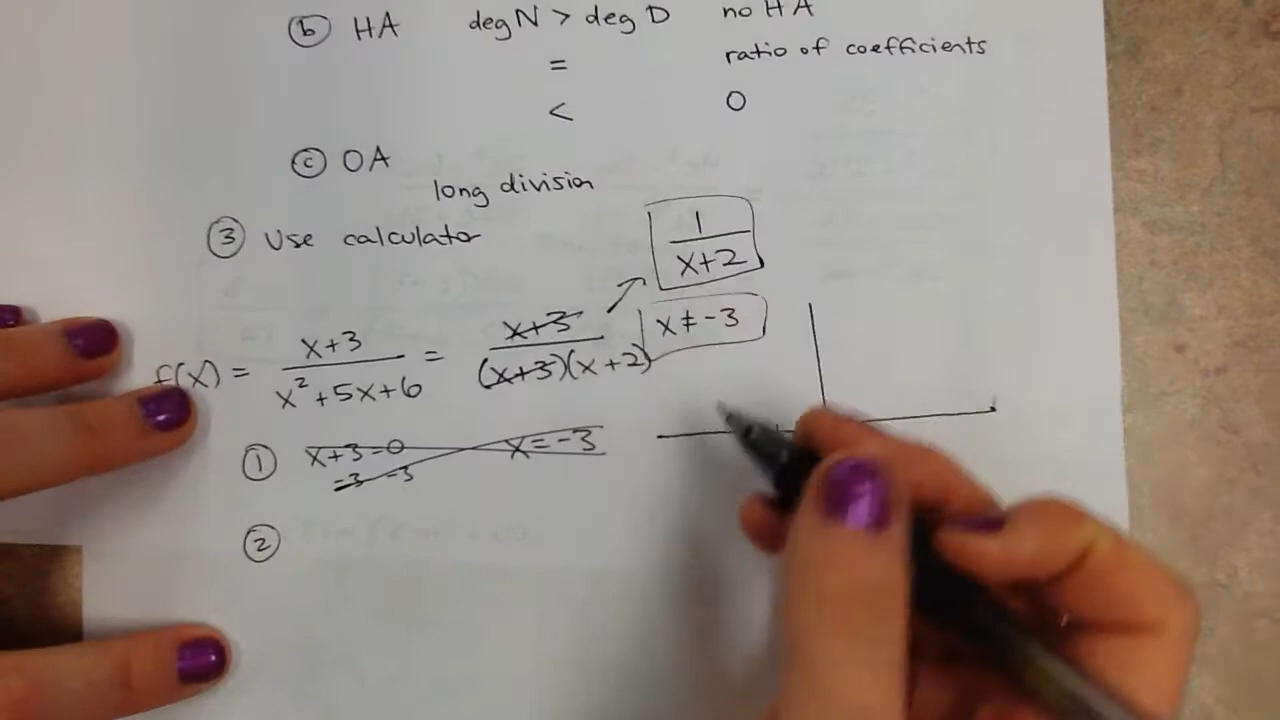 ⓑ HA deg N > deg D no HA
= ratio of coefficients
< 0
ⓒ OA
long division
③ Use calculator
1/(x+2)
x ≠ -3
f(x) = (x+3)/(x²+5x+6) = (x+3)/((x+3)(x+2))
① x+3=0 x=-3
-3 -3
②